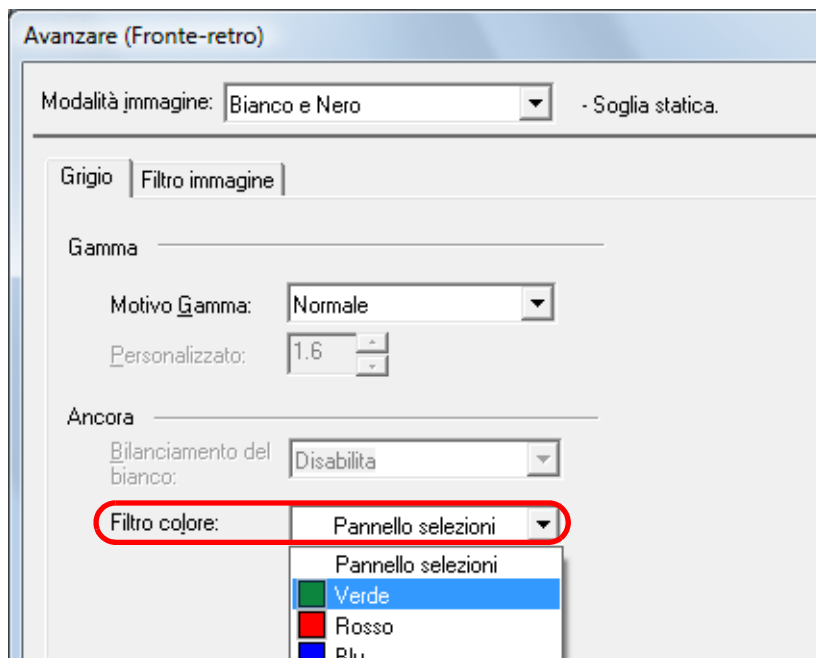 Avanzare (Fronte-retro)
Modalità immagine: Bianco e Nero - Soglia statica.
Grigio Filtro immagine
Gamma
Motivo Gamma: Normale
Personalizzato: 1.6
Ancora
Bilanciamento del bianco: Disabilita
Filtro colore: Pannello selezioni
Pannello selezioni
Verde
Rosso
Blu